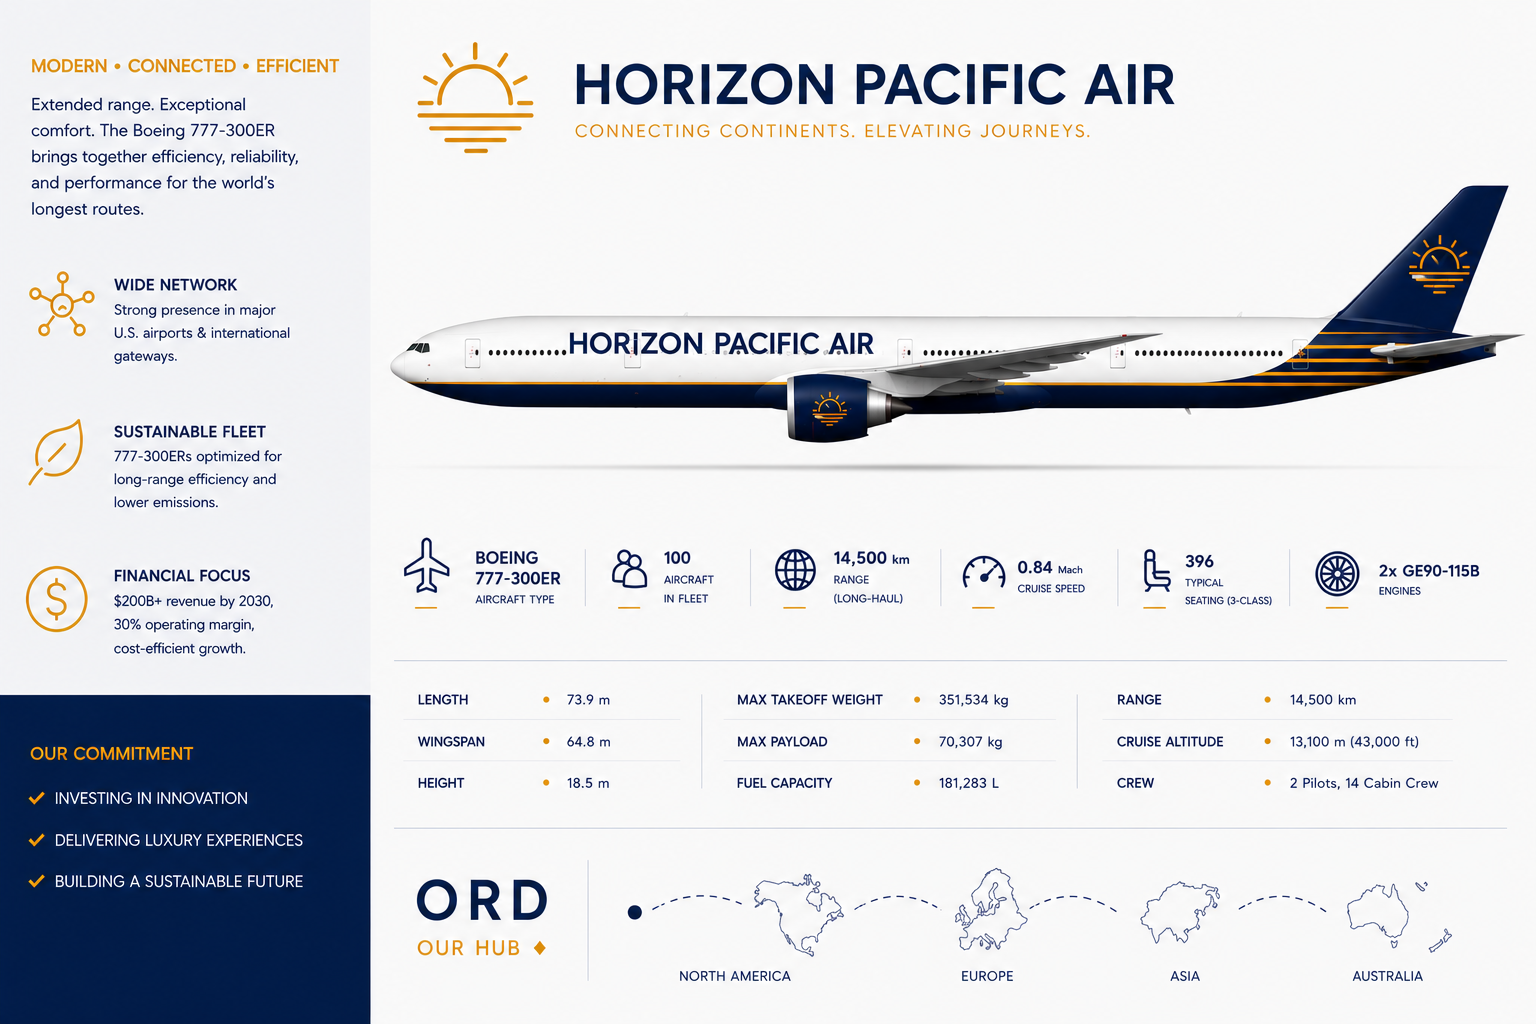 MODERN • CONNECTED • EFFICIENT
Extended range. Exceptional
comfort. The Boeing 777-300ER
brings together efficiency, reliability,
and performance for the world's
longest routes.
WIDE NETWORK
Strong presence in major
U.S. airports & international
gateways.
SUSTAINABLE FLEET
777-300ERs optimized for
long-range efficiency and
lower emissions.
FINANCIAL FOCUS
$200B+ revenue by 2030,
30% operating margin,
cost-efficient growth.
OUR COMMITMENT
INVESTING IN INNOVATION
DELIVERING LUXURY EXPERIENCES
BUILDING A SUSTAINABLE FUTURE
HORIZON PACIFIC AIR
CONNECTING CONTINENTS. ELEVATING JOURNEYS.
HORIZON PACIFIC AIR
BOEING
777-300ER
AIRCRAFT TYPE
100
AIRCRAFT
IN FLEET
14,500 km
RANGE
(LONG-HAUL)
0.84 Mach
CRUISE SPEED
396
TYPICAL
SEATING (3-CLASS)
2x GE90-115B
ENGINES
LENGTH • 73.9 m
WINGSPAN • 64.8 m
HEIGHT • 18.5 m
MAX TAKEOFF WEIGHT • 351,534 kg
MAX PAYLOAD • 70,307 kg
FUEL CAPACITY • 181,283 L
RANGE • 14,500 km
CRUISE ALTITUDE • 13,100 m (43,000 ft)
CREW • 2 Pilots, 14 Cabin Crew
ORD
OUR HUB
NORTH AMERICA
EUROPE
ASIA
AUSTRALIA